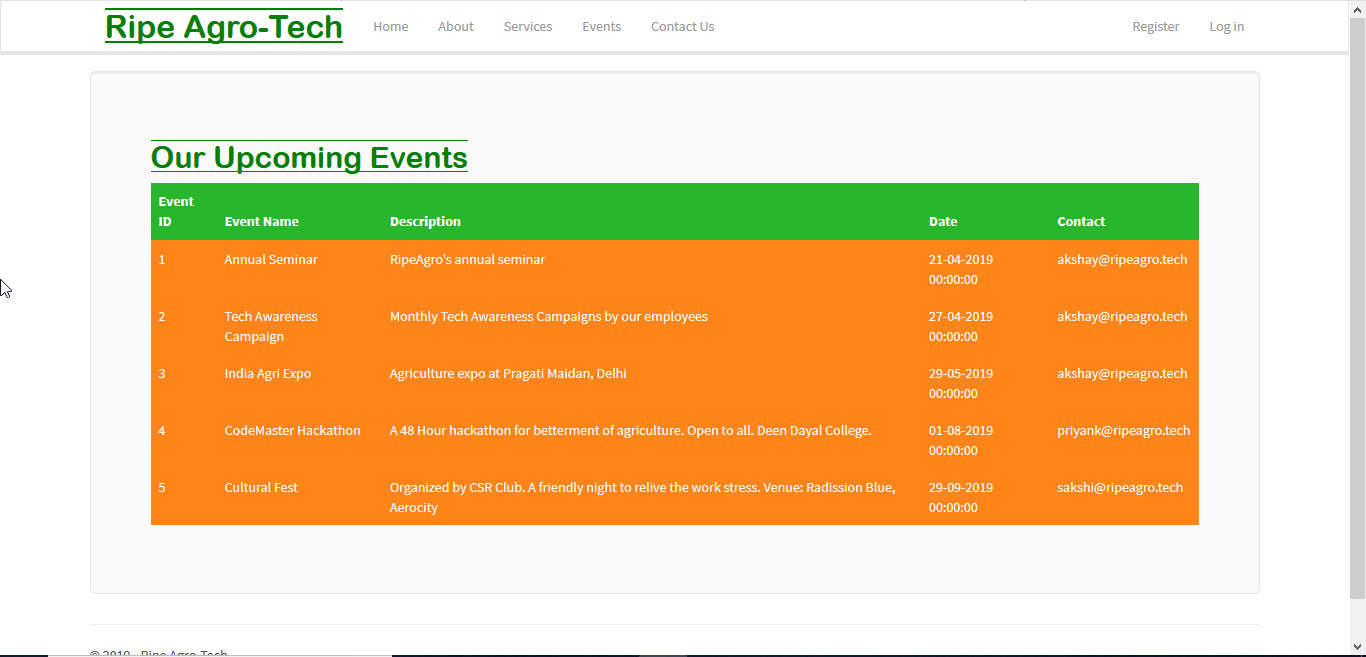 Ripe Agro-Tech Home About Services Events Contact Us Register Log in
Our Upcoming Events
Event
ID Event Name Description Date Contact
1 Annual Seminar RipeAgro's annual seminar 21-04-2019 akshay@ripeagro.tech
00:00:00
2 Tech Awareness Monthly Tech Awareness Campaigns by our employees 27-04-2019 akshay@ripeagro.tech
Campaign 00:00:00
3 India Agri Expo Agriculture expo at Pragati Maidan, Delhi 29-05-2019 akshay@ripeagro.tech
00:00:00
4 CodeMaster Hackathon A 48 Hour hackathon for betterment of agriculture. Open to all. Deen Dayal College. 01-08-2019 priyank@ripeagro.tech
00:00:00
5 Cultural Fest Organized by CSR Club. A friendly night to relive the work stress. Venue: Radission Blue, 29-09-2019 sakshi@ripeagro.tech
Aerocity 00:00:00
© 2019 - Ripe Agro-Tech